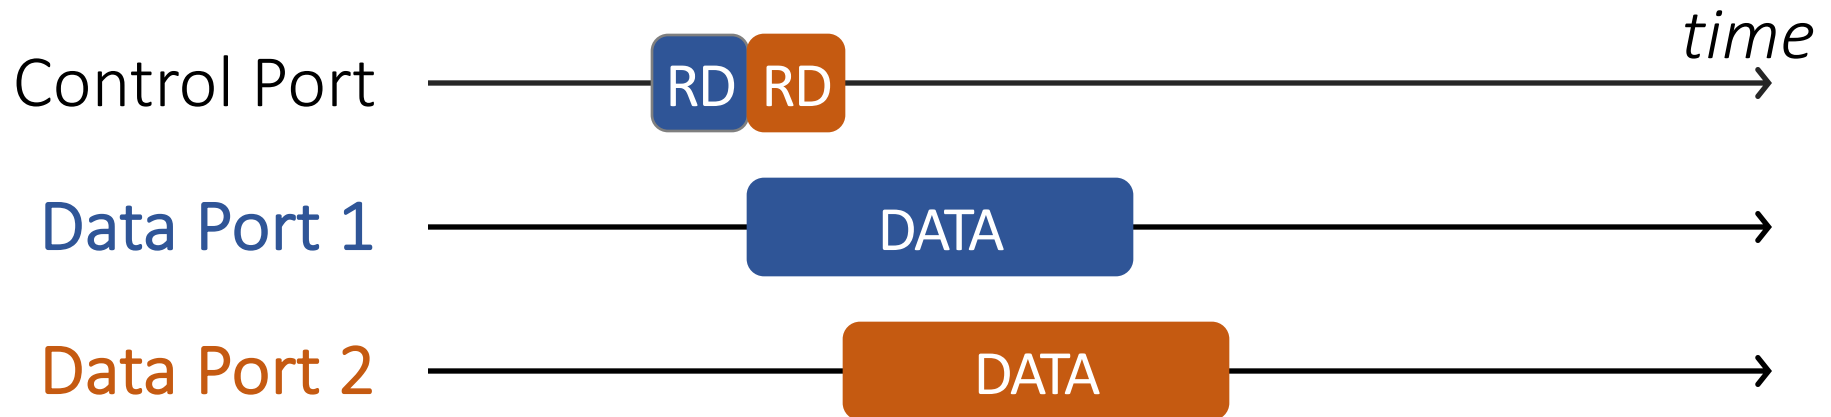 time
Control Port RD RD
Data Port 1 DATA
Data Port 2 DATA